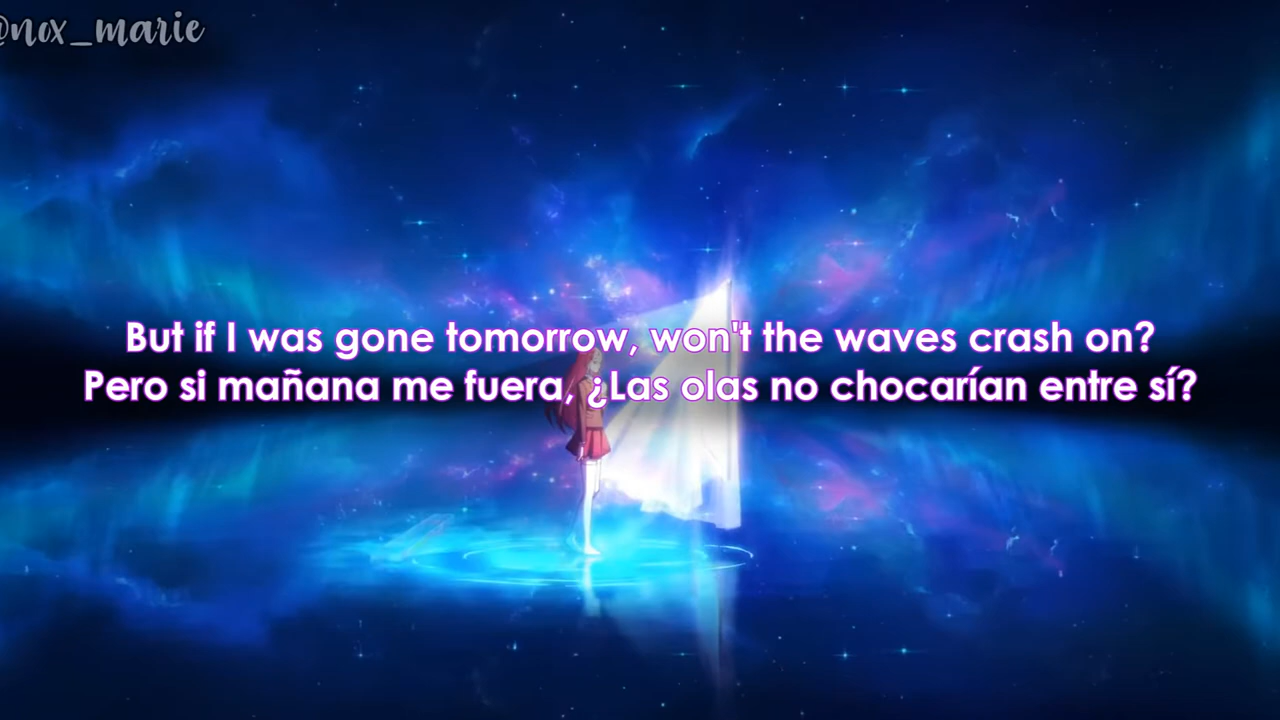 @nox_marie
But if I was gone tomorrow, won't the waves crash on?
Pero si mañana me fuera, ¿Las olas no chocarían entre sí?